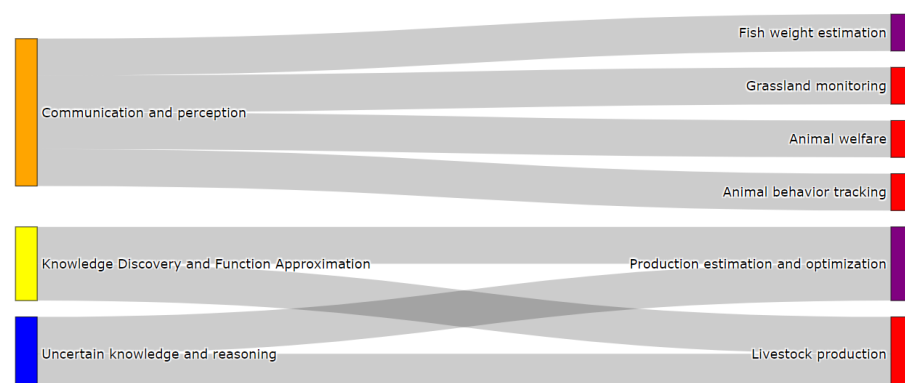 Fish weight estimation
Grassland monitoring
Communication and perception
Animal welfare
Animal behavior tracking
Knowledge Discovery and Function Approximation
Production estimation and optimization
Uncertain knowledge and reasoning
Livestock production